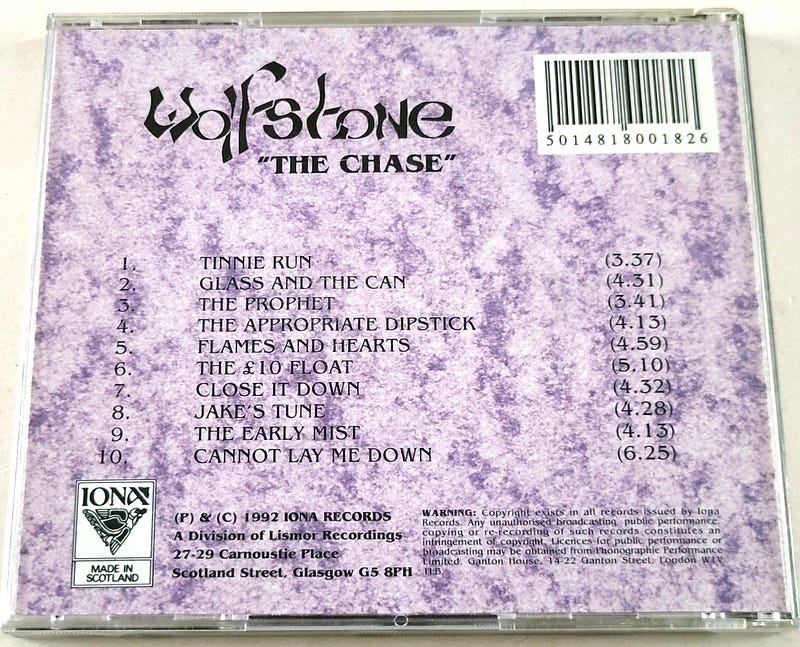 Wolfstone
"THE CHASE"
5014818001826
1. TINNIE RUN (3.37)
2. GLASS AND THE CAN (4.31)
3. THE PROPHET (3.41)
4. THE APPROPRIATE DIPSTICK (4.13)
5. FLAMES AND HEARTS (4.59)
6. THE £10 FLOAT (5.10)
7. CLOSE IT DOWN (4.32)
8. JAKE'S TUNE (4.28)
9. THE EARLY MIST (4.13)
10. CANNOT LAY ME DOWN (6.25)
IONA
MADE IN
SCOTLAND
(P) & (C) 1992 IONA RECORDS
A Division of Lismor Recordings
27-29 Carnoustie Place
Scotland Street, Glasgow G5 8PH
WARNING: Copyright exists in all records issued by Iona
Records. Any unauthorised broadcasting, public performance,
copying or re-recording of such records constitutes an
infringement of copyright. Licences for public performance or
broadcasting may be obtained from Phonographic Performance
Limited. Ganton House, 14-22 Ganton Street, London W1V
1LB.